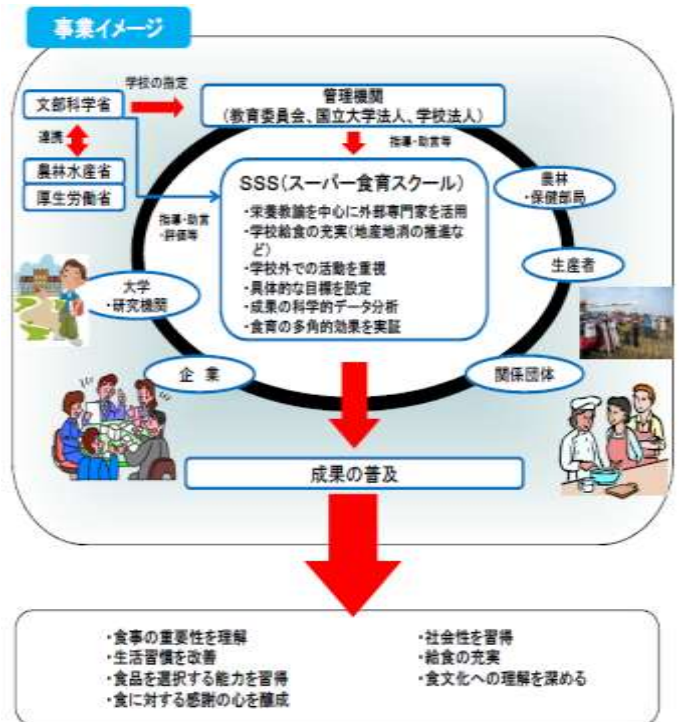 事業イメージ
学校の指定
文部科学省
管理機関
(教育委員会、国立大学法人、学校法人)
連携
指導・助言等
農林水産省
厚生労働省
SSS(スーパー食育スクール)
農林
・保健部局
・栄養教諭を中心に外部専門家を活用
・学校給食の充実(地産地消の推進な
ど)
・学校外での活動を重視
・具体的な目標を設定
・成果の科学的データ分析
・食育の多角的効果を実証
指導・助言
・評価等
生産者
大学
・研究機関
企 業
関係団体
成果の普及
・食事の重要性を理解
・生活習慣を改善
・食品を選択する能力を習得
・食に対する感謝の心を醸成
・社会性を習得
・給食の充実
・食文化への理解を深める